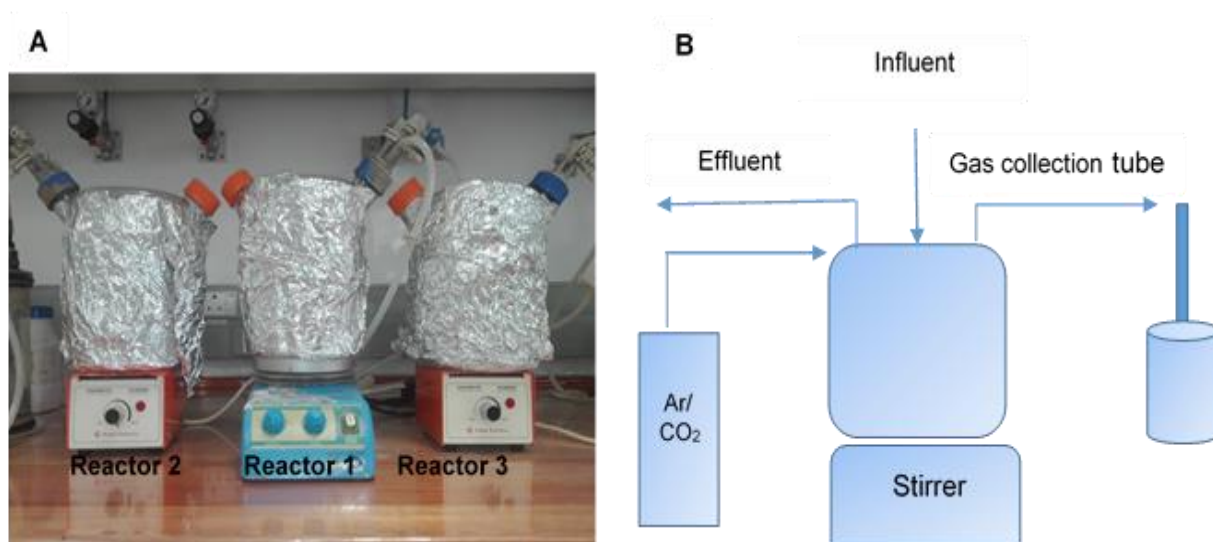 A
Reactor 2
Reactor 1
Reactor 3
B
Influent
Effluent
Gas collection tube
Ar/
CO₂
Stirrer